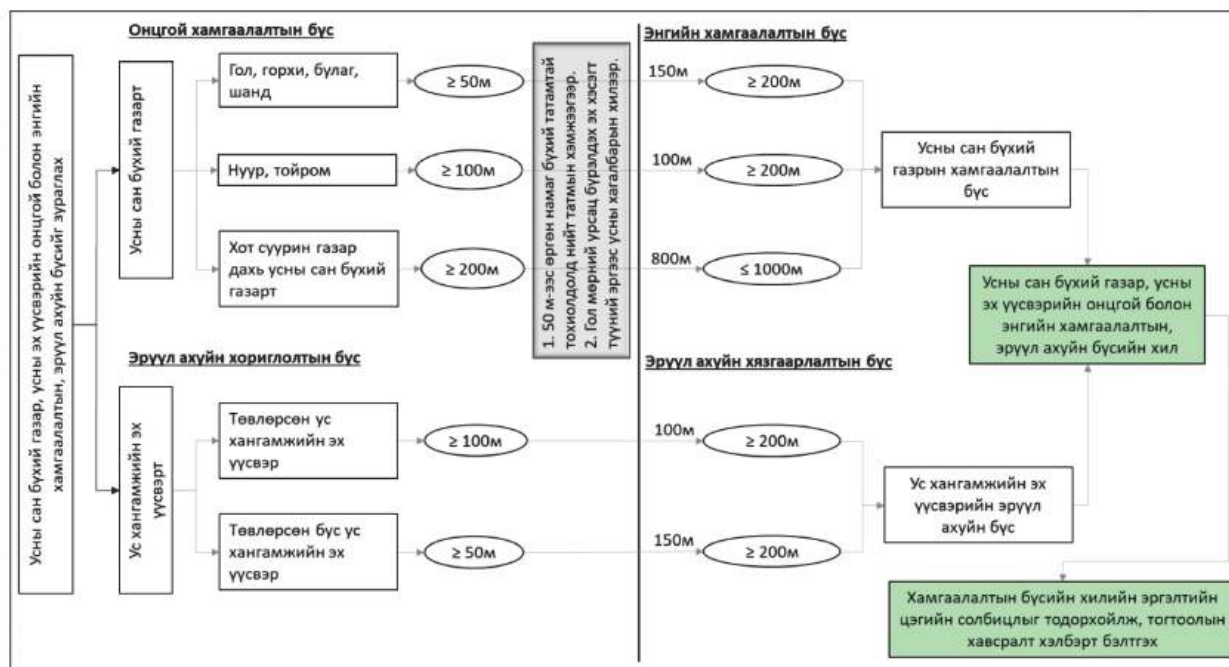 Усны сан бүхий газар, усны эх үүсвэрийн онцгой болон энгийн
хамгаалалтын, эрүүл ахуйн бүсийг зураглах
Онцгой хамгаалалтын бүс
Усны сан бүхий газарт
Гол, горхи, булаг,
шанд
≥ 50м
Нуур, тойром
≥ 100м
Хот суурин газар
дахь усны сан бүхий
газарт
≥ 200м
1. 50 м-ээс өргөн намаг бүхий татамтай
тохиолдолд нийт татмын хэмжээгээр.
2. Гол мөрний урсац бүрэлдэх эх хэсэгт
түүний эргээс усны хагалбарын хилээр.
Энгийн хамгаалалтын бүс
150м
≥ 200м
100м
≥ 200м
800м
≤ 1000м
Усны сан бүхий
газрын хамгаалалтын
бүс
Эрүүл ахуйн хориглолтын бүс
Ус хангамжийн эх
үүсвэрт
Төвлөрсөн ус
хангамжийн эх
үүсвэр
≥ 100м
Төвлөрсөн бус ус
хангамжийн эх
үүсвэр
≥ 50м
Эрүүл ахуйн хязгаарлалтын бүс
100м
≥ 200м
150м
≥ 200м
Ус хангамжийн эх
үүсвэрийн эрүүл
ахуйн бүс
Усны сан бүхий газар, усны
эх үүсвэрийн онцгой болон
энгийн хамгаалалтын,
эрүүл ахуйн бүсийн хил
Хамгаалалтын бүсийн хилийн эргэлтийн
цэгийн солбицлыг тодорхойлж, тогтоолын
хавсралт хэлбэрт бэлтгэх